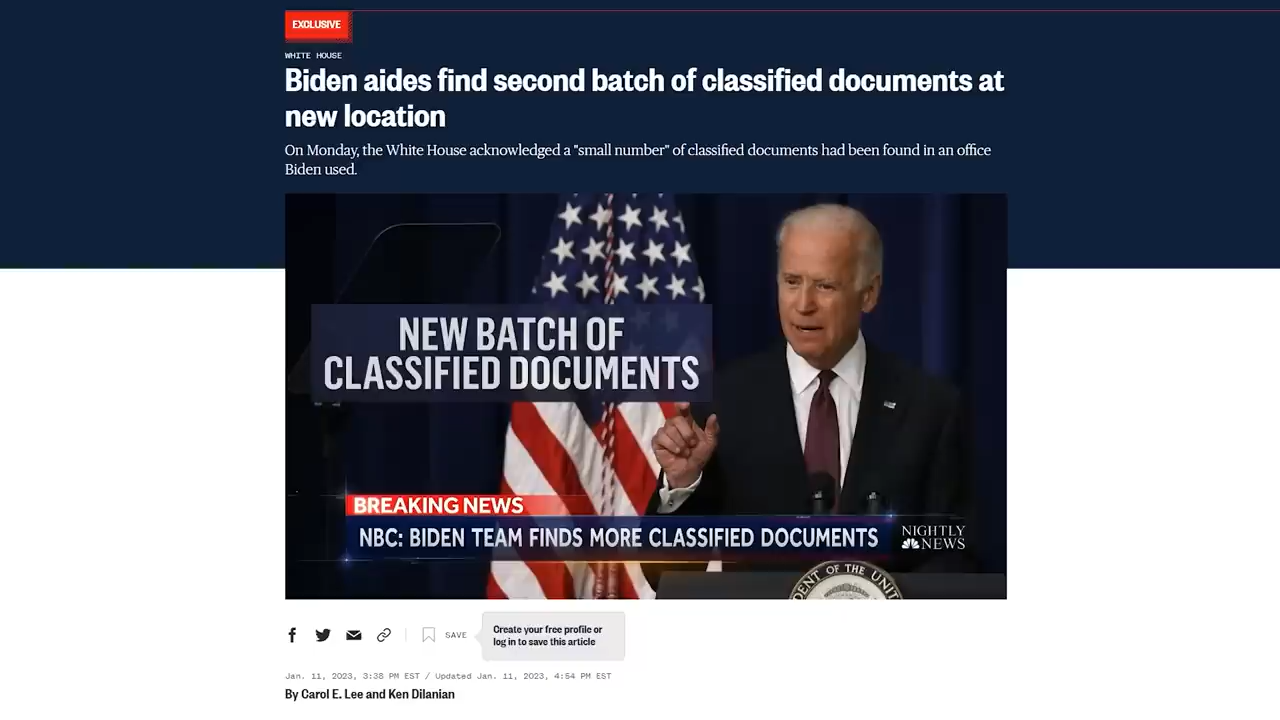 EXCLUSIVE
WHITE HOUSE
Biden aides find second batch of classified documents at
new location
On Monday, the White House acknowledged a "small number" of classified documents had been found in an office
Biden used.
NEW BATCH OF
CLASSIFIED DOCUMENTS
BREAKING NEWS
NBC: BIDEN TEAM FINDS MORE CLASSIFIED DOCUMENTS
NIGHTLY
NEWS
DENT OF THE UNIT
SAVE
Create your free profile or
log in to save this article
Jan. 11, 2023, 3:38 PM EST / Updated Jan. 11, 2023, 4:54 PM EST
By Carol E. Lee and Ken Dilanian